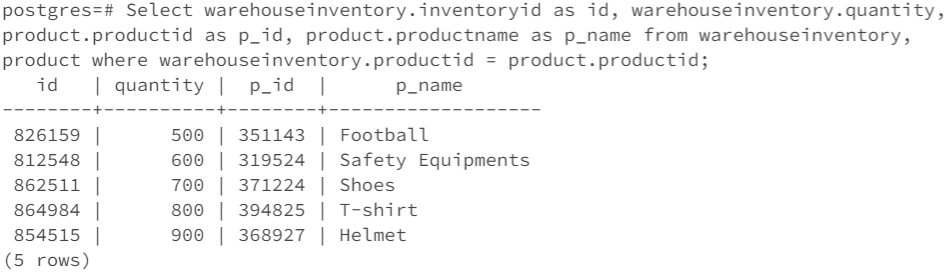 postgres=# Select warehouseinventory.inventoryid as id, warehouseinventory.quantity,
product.productid as p_id, product.productname as p_name from warehouseinventory,
product where warehouseinventory.productid = product.productid;
   id   | quantity |  p_id  |      p_name
--------+----------+--------+-------------------
 826159 |      500 | 351143 | Football
 812548 |      600 | 319524 | Safety Equipments
 862511 |      700 | 371224 | Shoes
 864984 |      800 | 394825 | T-shirt
 854515 |      900 | 368927 | Helmet
(5 rows)